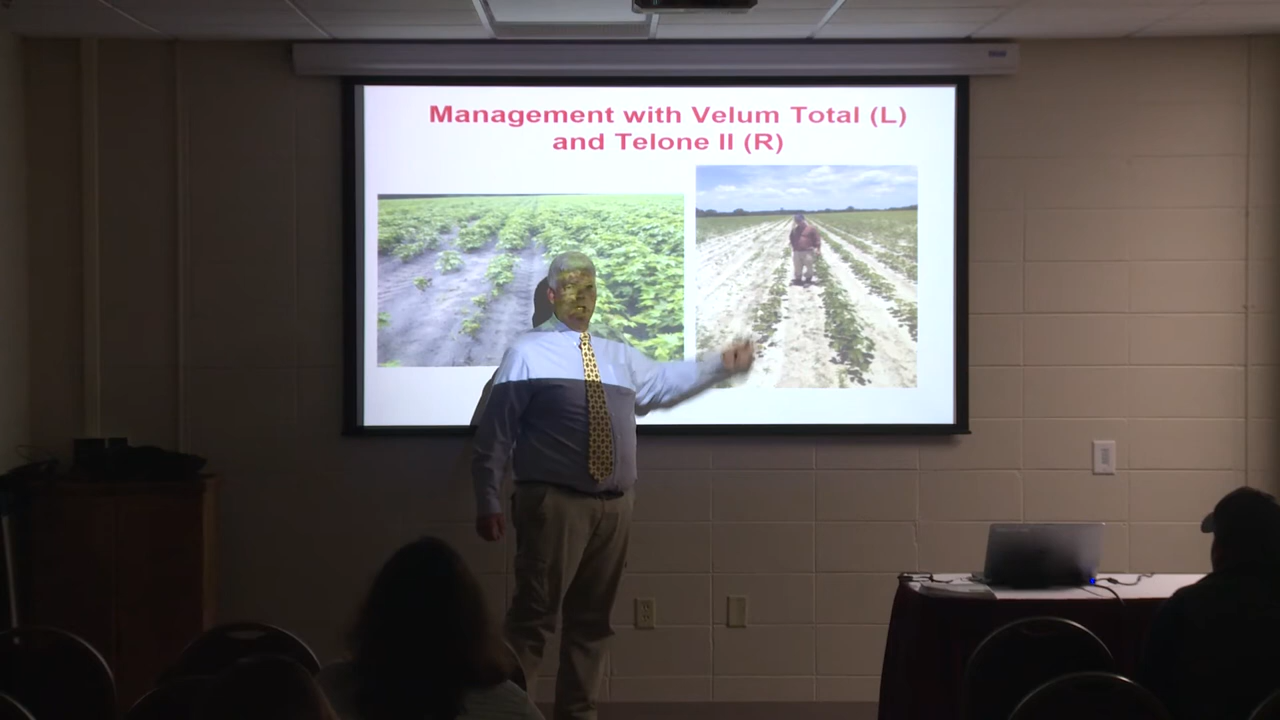 Management with Velum Total (L)
and Telone II (R)